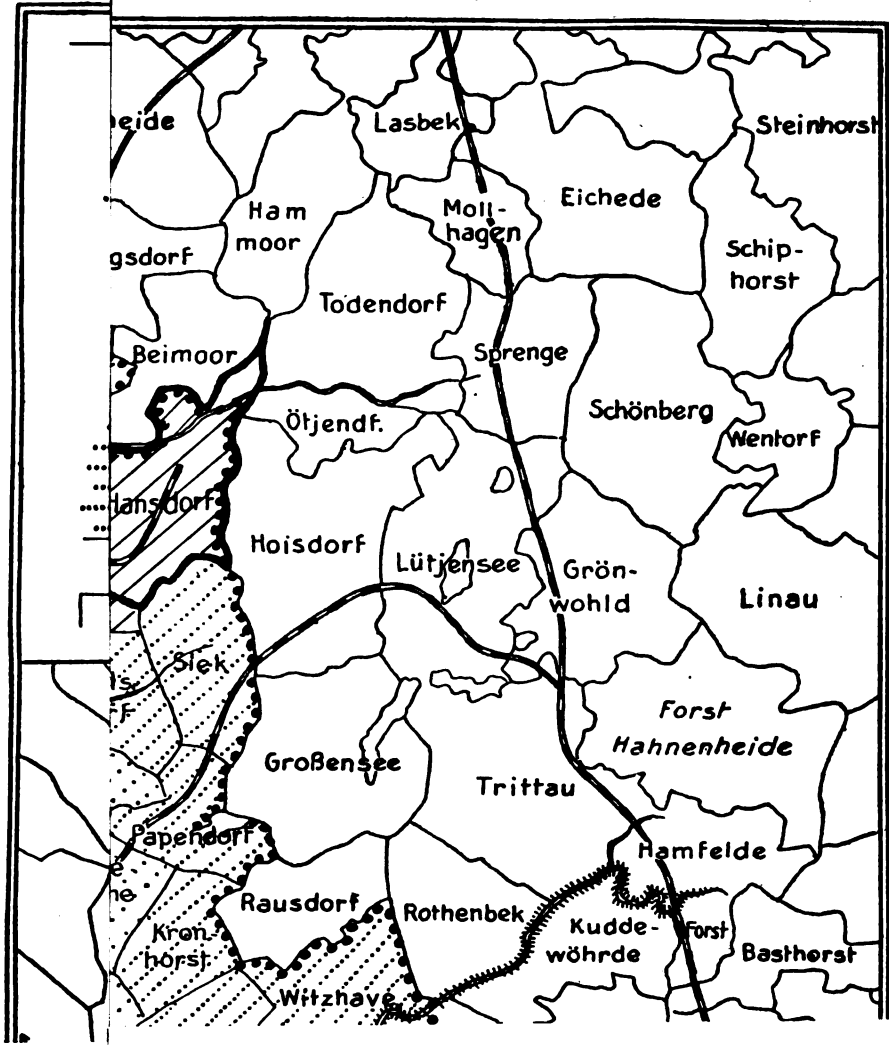 heide
Lasbek
Steinhorst
Ham
moor
Moll-
hagen
Eichede
gsdorf
Schip-
horst
Todendorf
Beimoor
Sprenge
Ötjendf.
Schönberg
Wentorf
Hansdorf
Hoisdorf
Lütjensee
Grön-
wohld
Linau
Siek
Forst
Hahnenheide
Großensee
Trittau
Papendorf
Hamfelde
Rausdorf
Rothenbek
Kron
horst
Kudde-
wöhrde
Forst
Basthorst
Witzhave